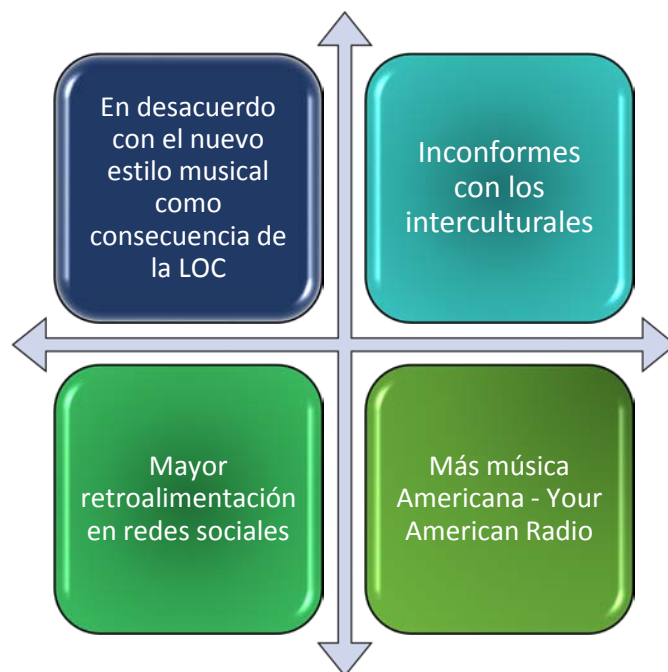 En desacuerdo
con el nuevo
estilo musical
como
consecuencia de
la LOC
Inconformes
con los
interculturales
Mayor
retroalimentación
en redes sociales
Más música
Americana - Your
American Radio